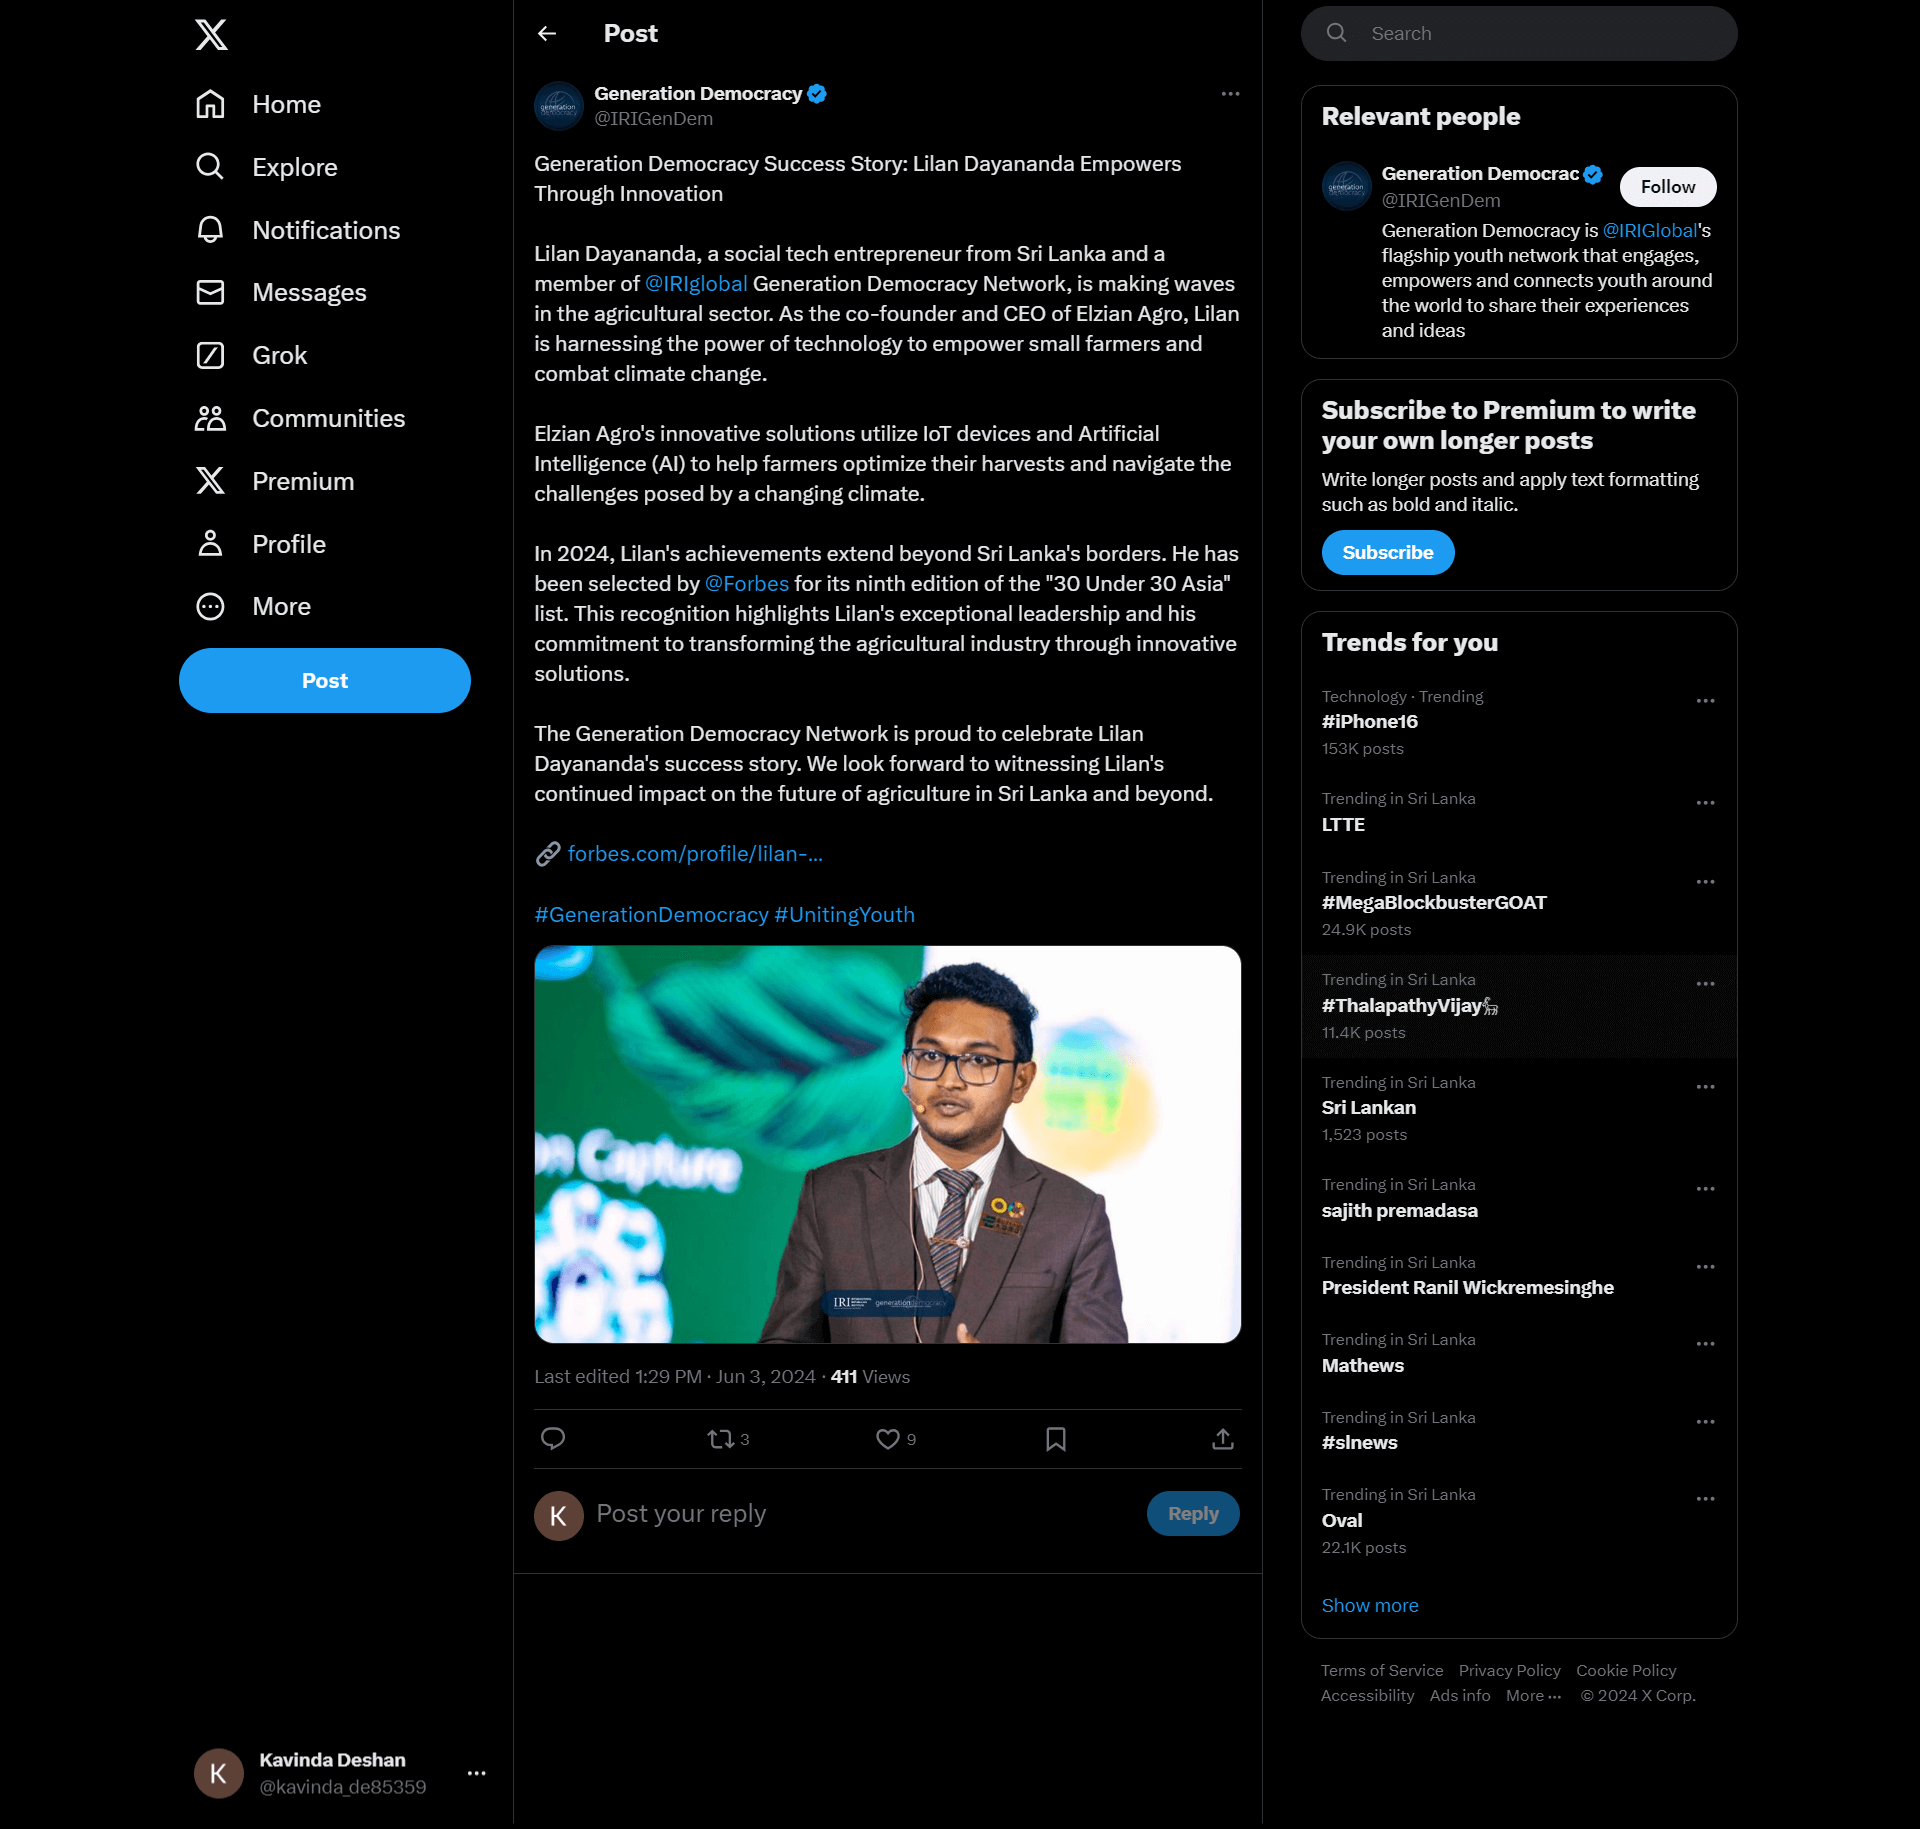 Home
Explore
Notifications
Messages
Grok
Communities
Premium
Profile
More
Post
Kavinda Deshan
@kavinda_de85359
Post
Generation Democracy
@IRIGenDem
Generation Democracy Success Story: Lilan Dayananda Empowers
Through Innovation
Lilan Dayananda, a social tech entrepreneur from Sri Lanka and a
member of @IRIglobal Generation Democracy Network, is making waves
in the agricultural sector. As the co-founder and CEO of Elzian Agro, Lilan
is harnessing the power of technology to empower small farmers and
combat climate change.
Elzian Agro's innovative solutions utilize IoT devices and Artificial
Intelligence (AI) to help farmers optimize their harvests and navigate the
challenges posed by a changing climate.
In 2024, Lilan's achievements extend beyond Sri Lanka's borders. He has
been selected by @Forbes for its ninth edition of the "30 Under 30 Asia"
list. This recognition highlights Lilan's exceptional leadership and his
commitment to transforming the agricultural industry through innovative
solutions.
The Generation Democracy Network is proud to celebrate Lilan
Dayananda's success story. We look forward to witnessing Lilan's
continued impact on the future of agriculture in Sri Lanka and beyond.
forbes.com/profile/lilan-...
#GenerationDemocracy #UnitingYouth
n Capture
IRI generationdemocracy
Last edited 1:29 PM · Jun 3, 2024 · 411 Views
3
9
K
Post your reply
Reply
K
Search
Relevant people
generation
democracy
Generation Democrac
@IRIGenDem
Follow
Generation Democracy is @IRIGlobal's
flagship youth network that engages,
empowers and connects youth around
the world to share their experiences
and ideas
Subscribe to Premium to write
your own longer posts
Write longer posts and apply text formatting
such as bold and italic.
Subscribe
Trends for you
Technology · Trending
#iPhone16
153K posts
Trending in Sri Lanka
LTTE
Trending in Sri Lanka
#MegaBlockbusterGOAT
24.9K posts
Trending in Sri Lanka
#ThalapathyVijay🐐
11.4K posts
Trending in Sri Lanka
Sri Lankan
1,523 posts
Trending in Sri Lanka
sajith premadasa
Trending in Sri Lanka
President Ranil Wickremesinghe
Trending in Sri Lanka
Mathews
Trending in Sri Lanka
#slnews
Trending in Sri Lanka
Oval
22.1K posts
Show more
Terms of Service Privacy Policy Cookie Policy
Accessibility Ads info More ... © 2024 X Corp.